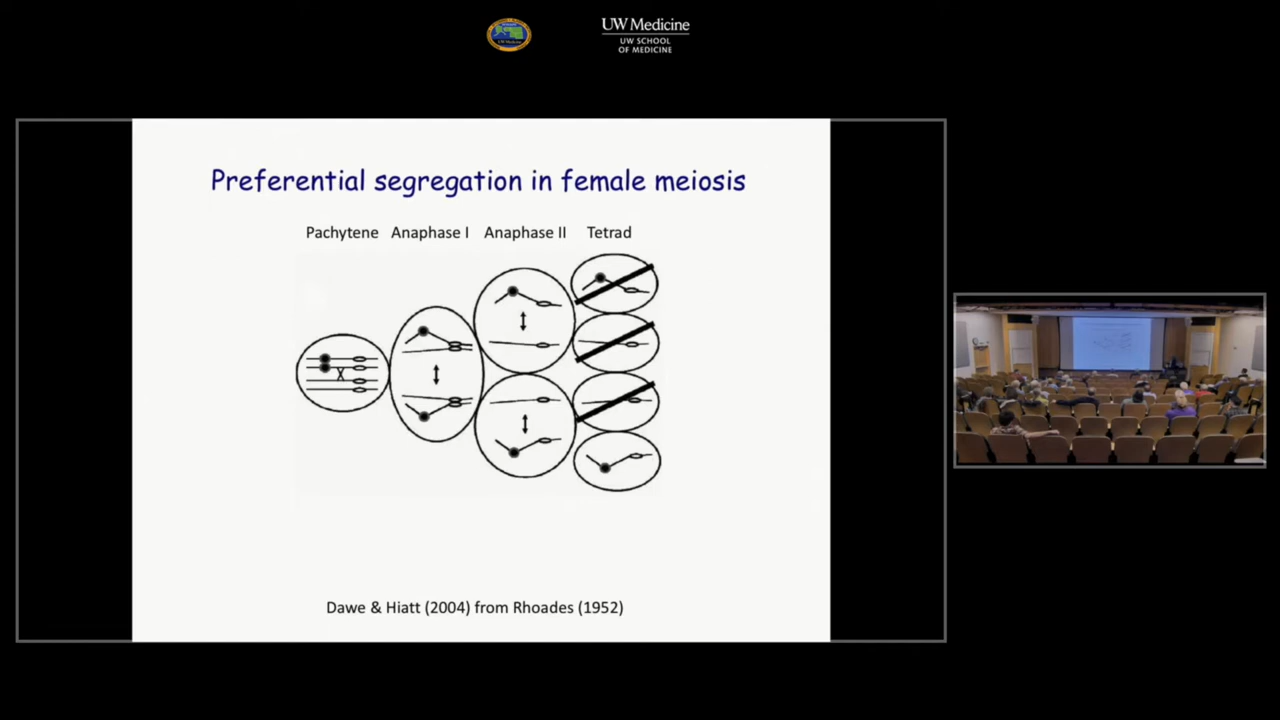 UW Medicine
UW SCHOOL
OF MEDICINE
Preferential segregation in female meiosis
Pachytene Anaphase I Anaphase II Tetrad
X
Dawe & Hiatt (2004) from Rhoades (1952)